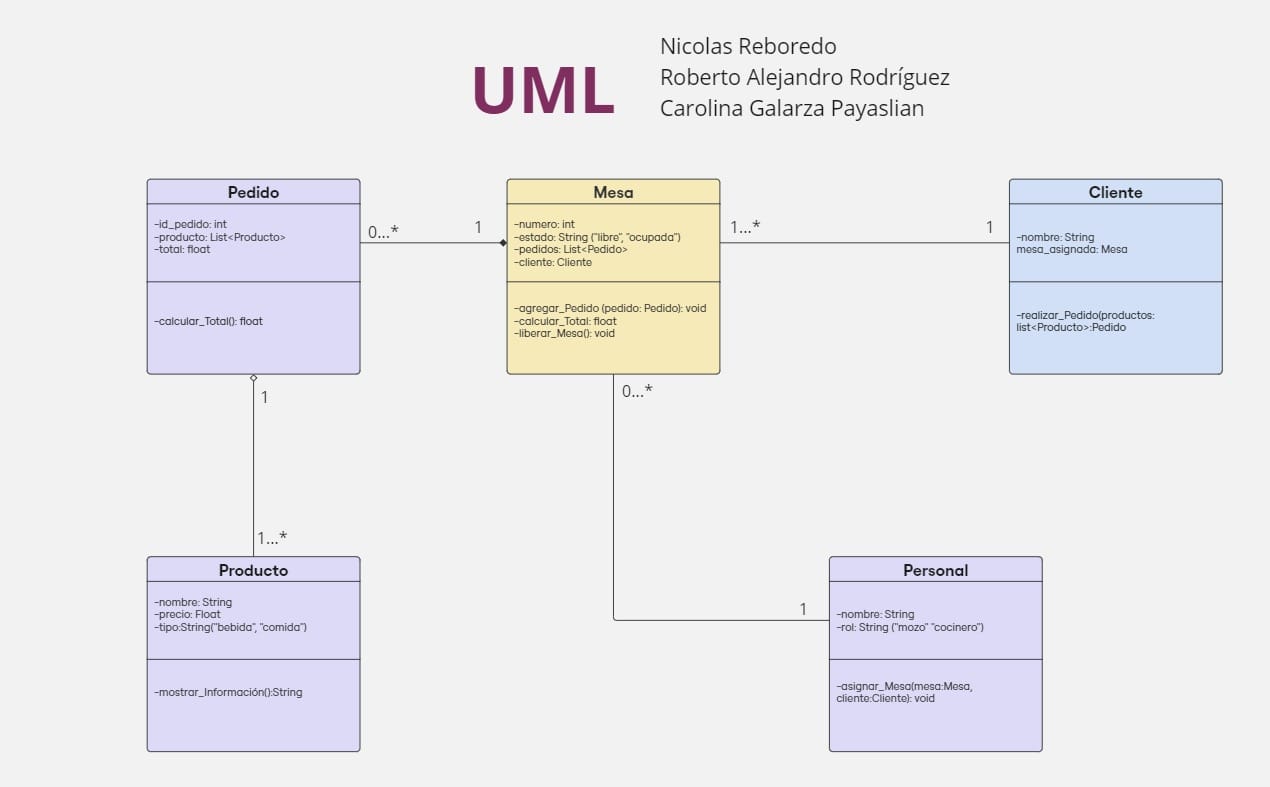 UML
Nicolas Reboredo
Roberto Alejandro Rodríguez
Carolina Galarza Payaslian
Pedido
-id_pedido: int
-producto: List<Producto>
-total: float
-calcular_Total(): float
0...*
1
Mesa
-numero: int
-estado: String ("libre", "ocupada")
-pedidos: List<Pedido>
-cliente: Cliente
-agregar_Pedido (pedido: Pedido): void
-calcular_Total: float
-liberar_Mesa(): void
1...*
1
Cliente
-nombre: String
mesa_asignada: Mesa
-realizar_Pedido(productos:
list<Producto>:Pedido
1
0...*
1...*
1
Producto
-nombre: String
-precio: Float
-tipo:String("bebida", "comida")
-mostrar_Información():String
Personal
-nombre: String
-rol: String ("mozo" "cocinero")
-asignar_Mesa(mesa:Mesa,
cliente:Cliente): void